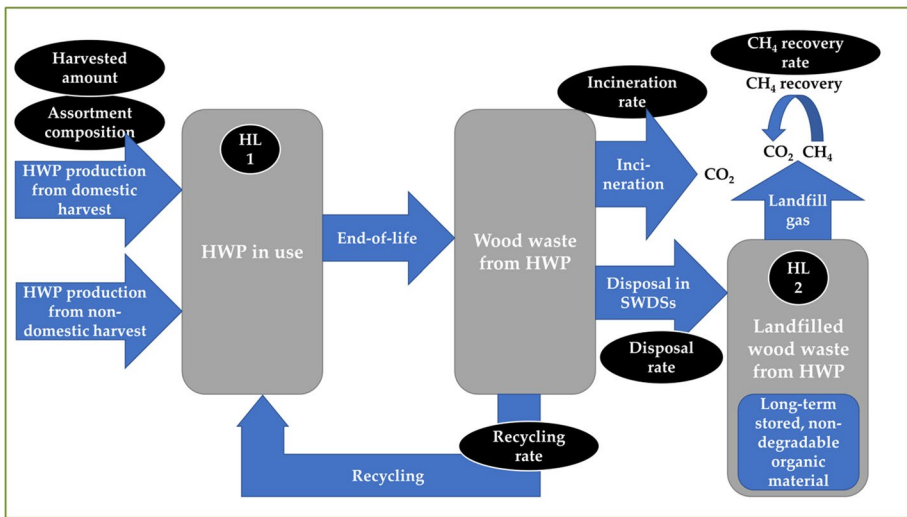 Harvested
amount
Assortment
composition
HWP production
from domestic
harvest
HWP production
from non-
domestic harvest
HL
1
HWP in use
End-of-life
Recycling
Recycling
rate
Wood waste
from HWP
Incineration
rate
Inci-
neration
CO₂
Disposal in
SWDSs
Disposal
rate
CH₄ recovery
rate
CH₄ recovery
CO₂ CH₄
Landfill
gas
HL
2
Landfilled
wood waste
from HWP
Long-term
stored, non-
degradable
organic
material